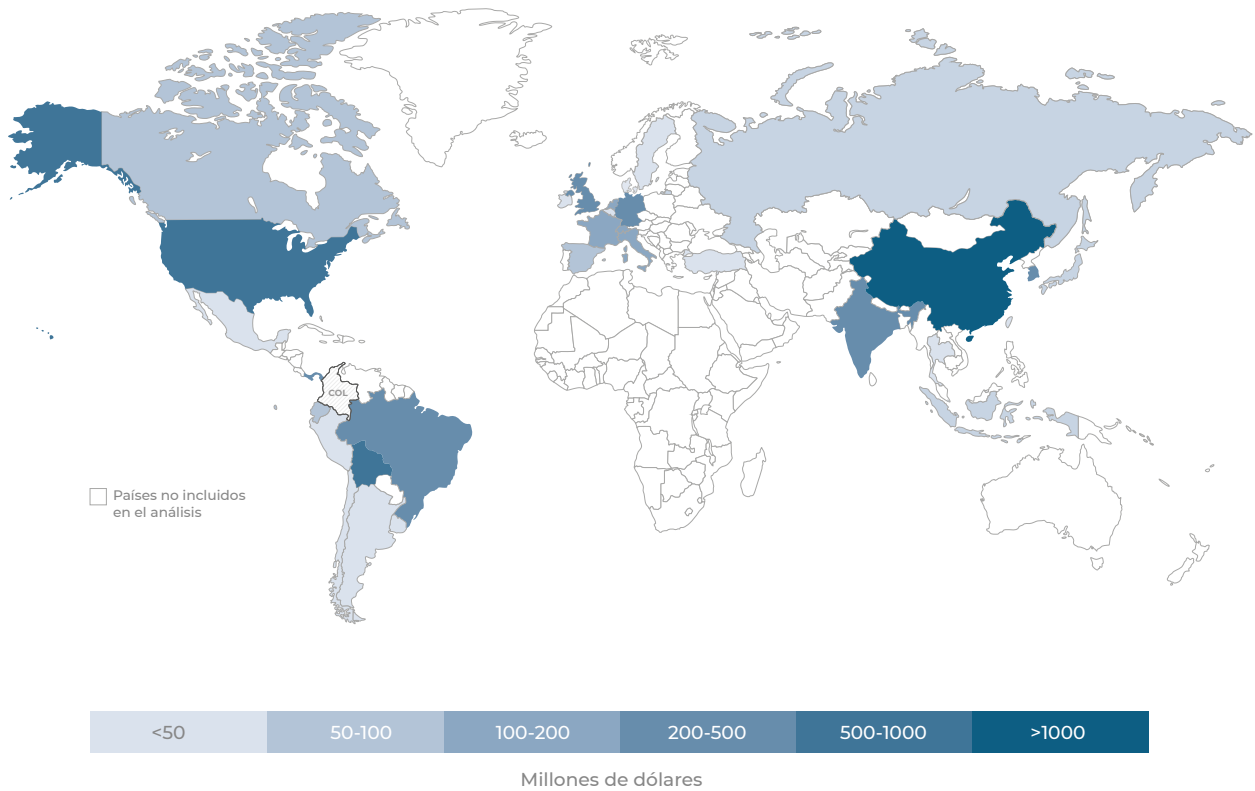 COL
Países no incluidos
en el análisis
<50 50-100 100-200 200-500 500-1000 >1000
Millones de dólares